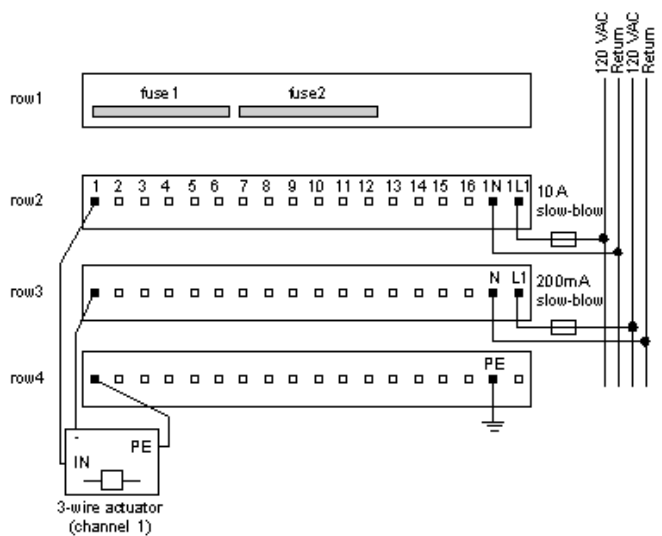 120 VAC
Return
120 VAC
Return
row1
fuse1 fuse2
row2
1 2 3 4 5 6 7 8 9 10 11 12 13 14 15 16 1N 1L1
10A
slow-blow
row3
N L1
200mA
slow-blow
row4
PE
- PE
IN
3-wire actuator
(channel 1)